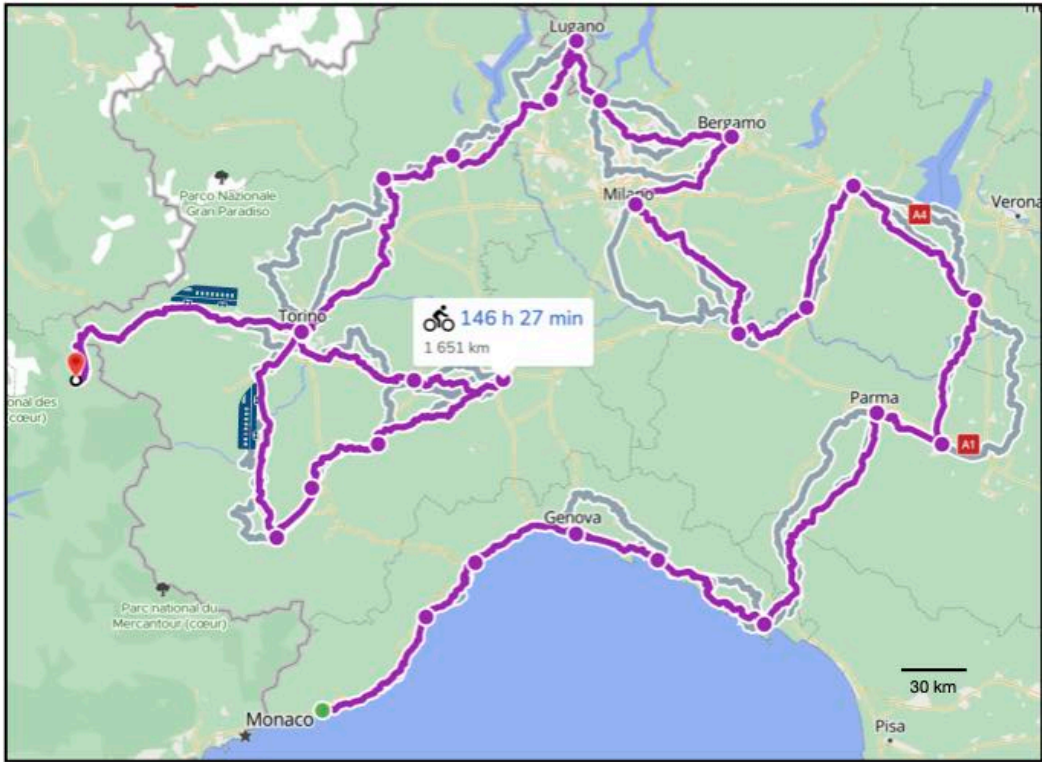 Lugano
Bergamo
Parco Nazionale
Gran Paradiso
Milano
Verona
A4
Torino
146 h 27 min
1 651 km
onal des
(cœur)
Parma
A1
Genova
Parc national du
Mercantour (cœur)
30 km
Monaco
Pisa